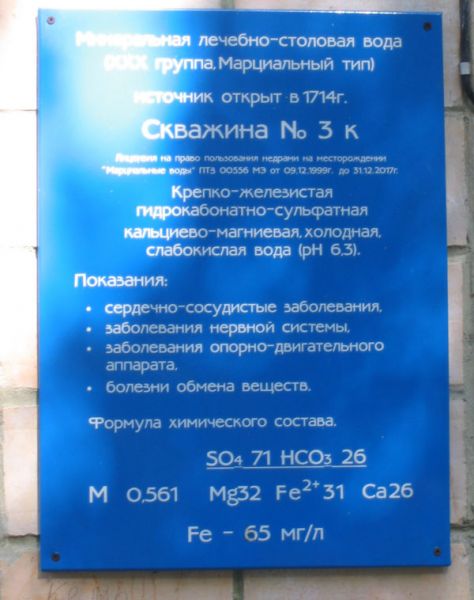 Минеральная лечебно-столовая вода
(XXX группа, Марциальный тип)
источник открыт в 1714г.
Скважина № 3 к
Лицензия на право пользования недрами на месторождении
"Марциальные воды" ПТЗ 00556 МЭ от 09.12.1999г. до 31.12.2017г.
Крепко-железистая
гидрокабонатно-сульфатная
кальциево-магниевая, холодная,
слабокислая вода (pH 6,3).
Показания:
• сердечно-сосудистые заболевания,
• заболевания нервной системы,
• заболевания опорно-двигательного
аппарата,
• болезни обмена веществ.
Формула химического состава.
SO4 71 HCO3 26
М 0,561 Mg32 Fe2+31 Ca26
Fe - 65 мг/л